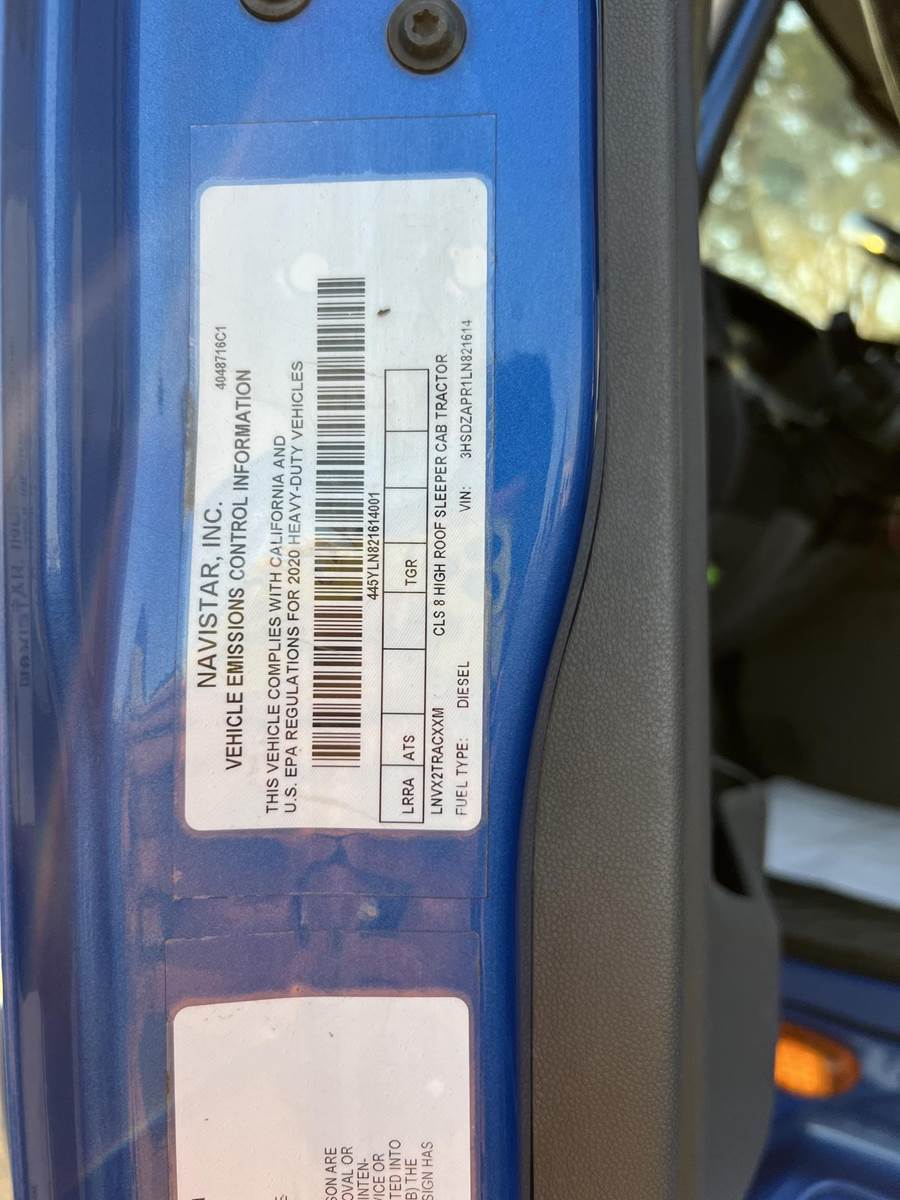 NAVISTAR, INC. 4048716C1
VEHICLE EMISSIONS CONTROL INFORMATION
THIS VEHICLE COMPLIES WITH CALIFORNIA AND
U.S. EPA REGULATIONS FOR 2020 HEAVY-DUTY VEHICLES
445YLN821614001
LRRA ATS TGR
LNVX2TRACXXM CLS 8 HIGH ROOF SLEEPER CAB TRACTOR
FUEL TYPE: DIESEL VIN: 3HSDZAPR1LN821614
SON ARE
OVAL OR
INTEN-
VICE OR
TED INTO
B) THE
SIGN HAS